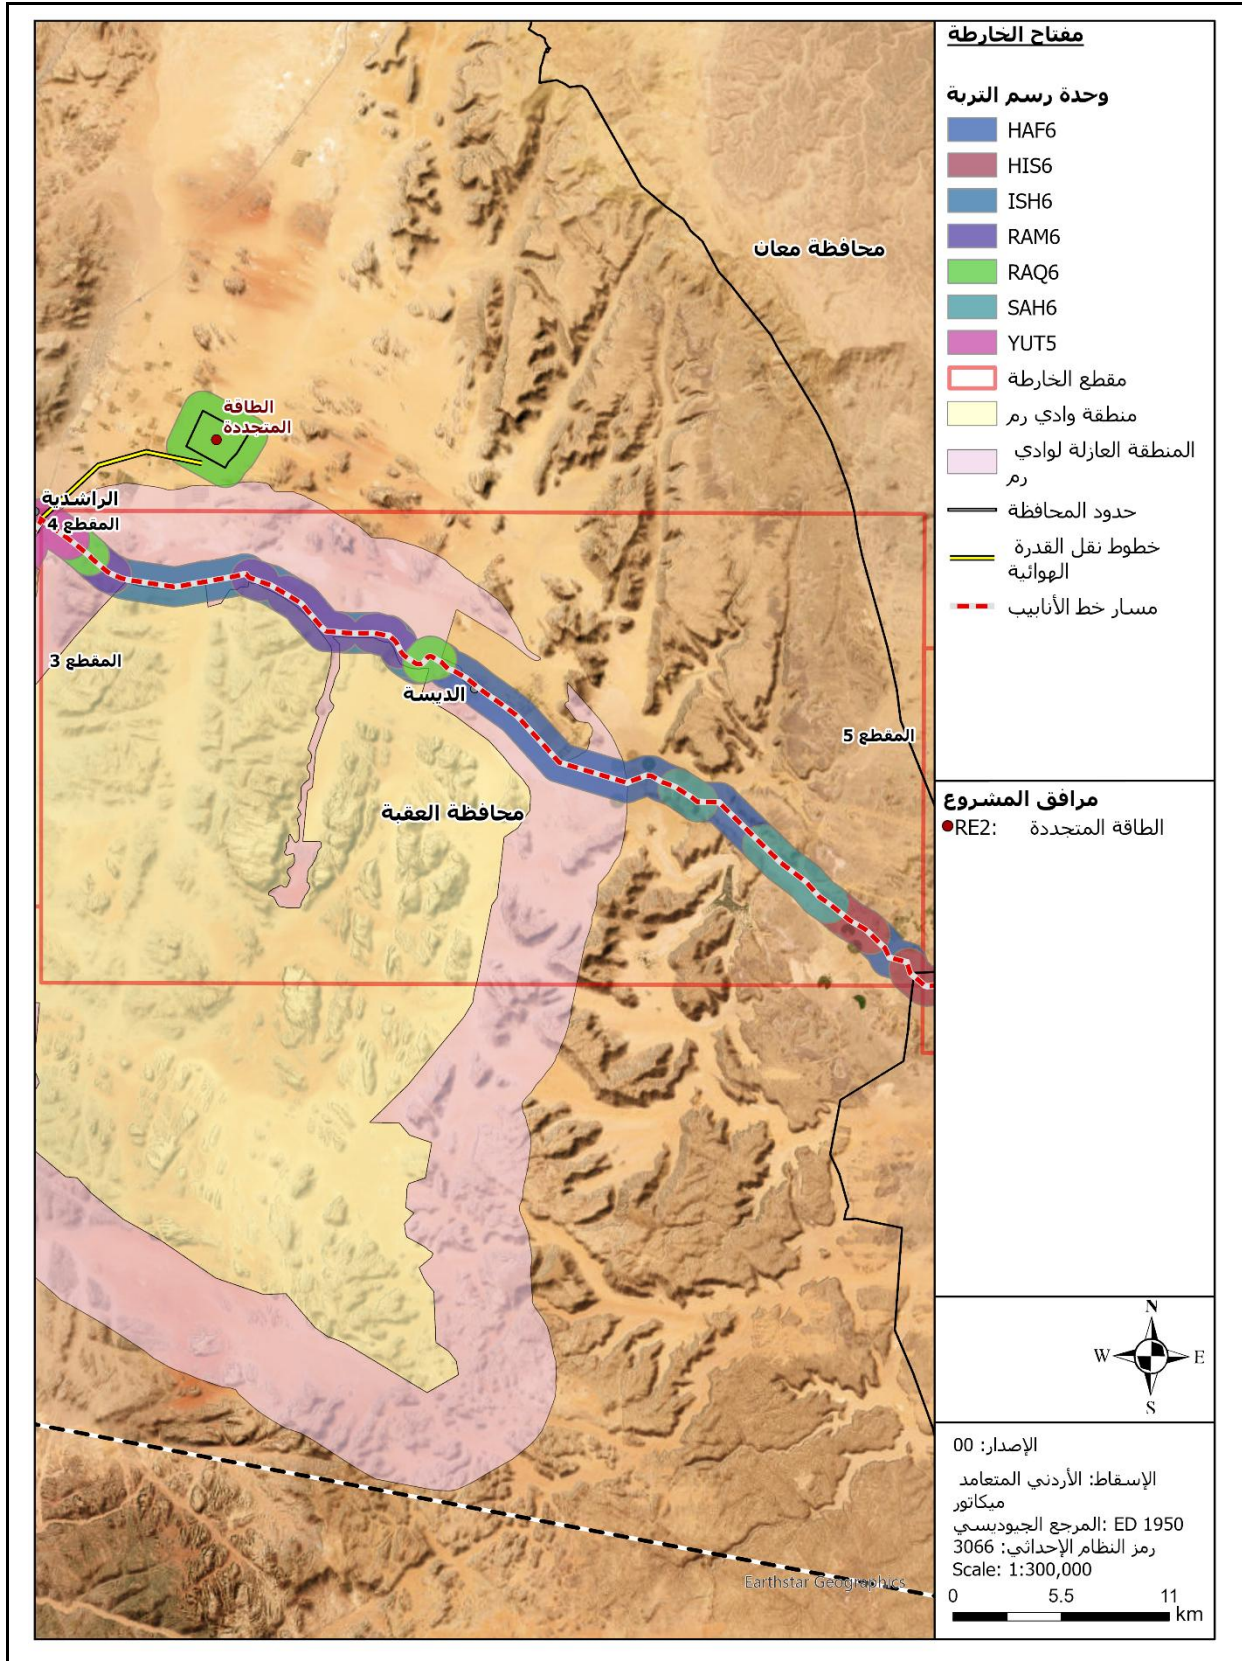 مفتاح الخارطة
وحدة رسم التربة
HAF6
HIS6
ISH6
RAM6
RAQ6
SAH6
YUT5
مقطع الخارطة
منطقة وادي رم
المنطقة العازلة لوادي
رم
حدود المحافظة
خطوط نقل القدرة
الهوائية
مسار خط الأنابيب
محافظة معان
الطاقة
المتجددة
الراشدية
المقطع 4
المقطع 3
الديسة
المقطع 5
محافظة العقبة
مرافق المشروع
RE2: الطاقة المتجددة
N
W E
S
الإصدار: 00
الإسقاط: الأردني المتعامد
ميكاتور
المرجع الجيوديسي: ED 1950
رمز النظام الإحداثي: 3066
Scale: 1:300,000
0 5.5 11
km
Earthstar Geographics